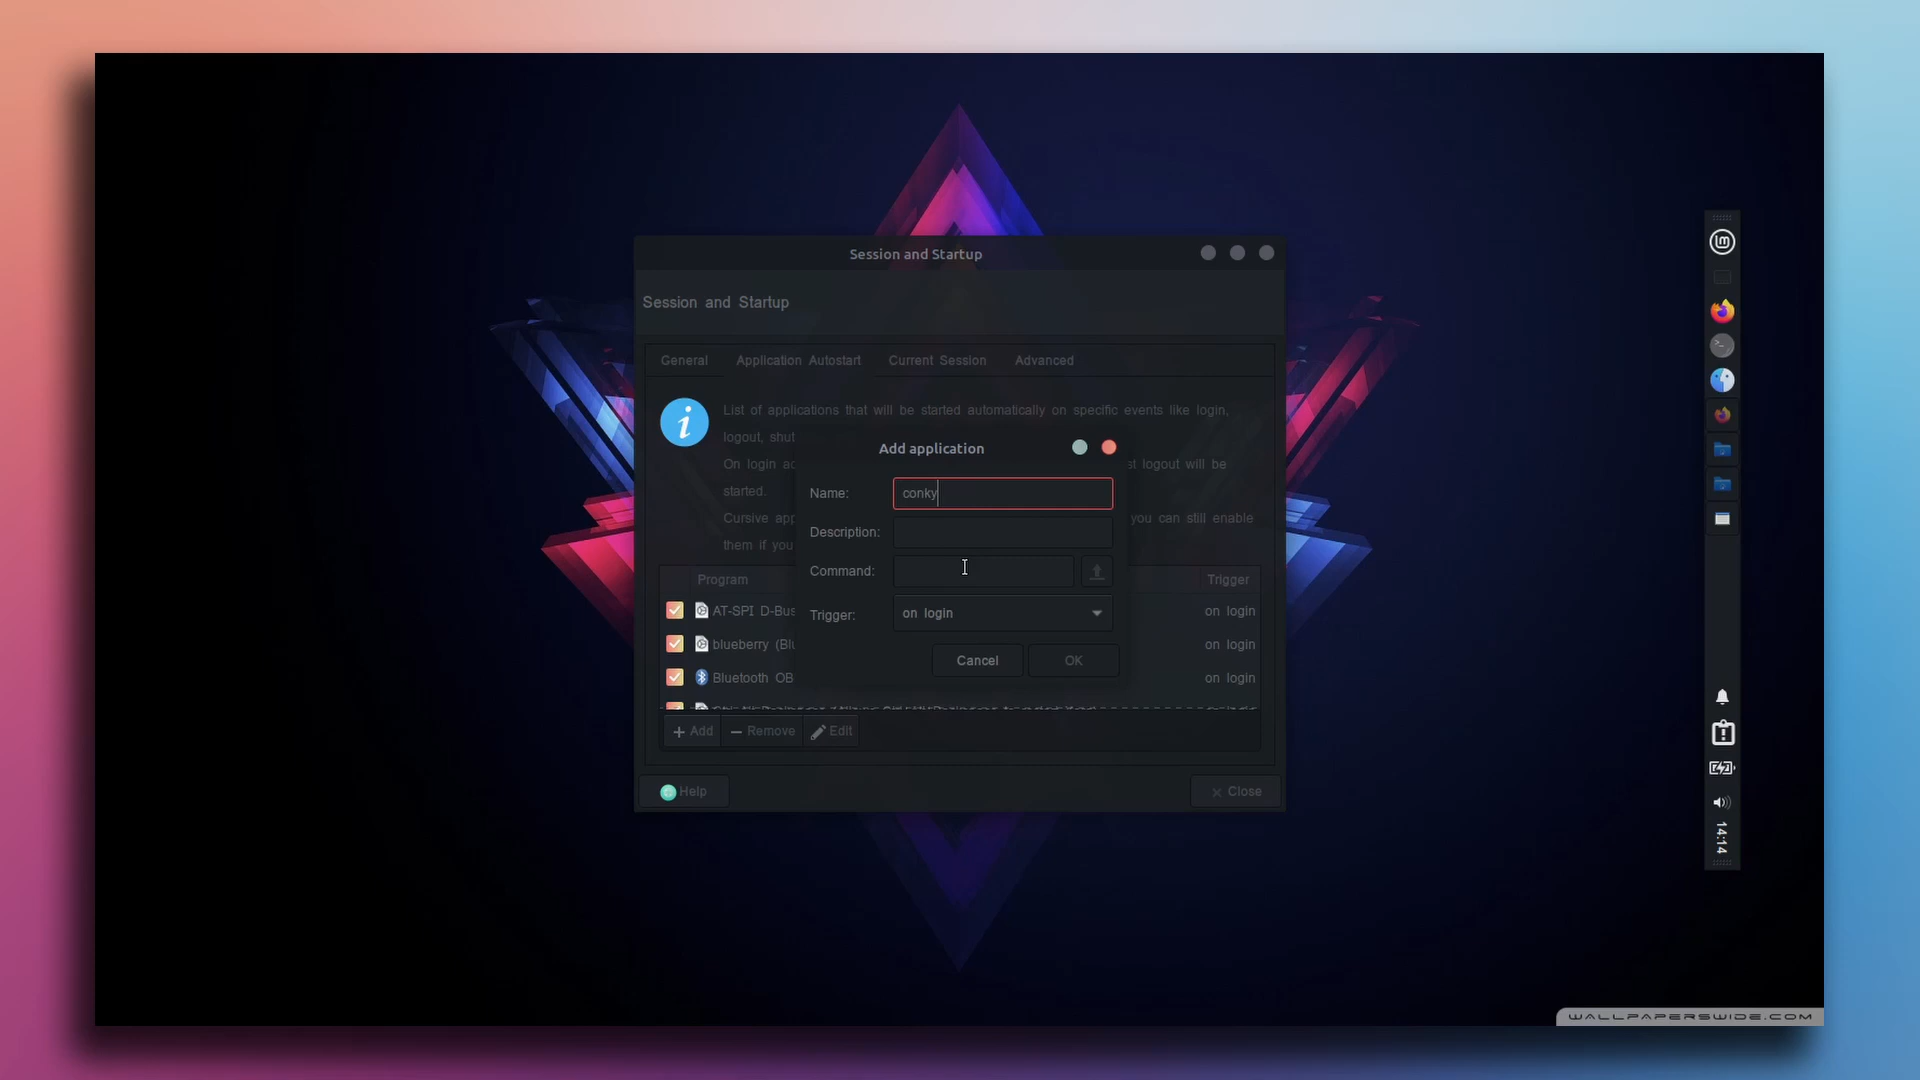 Session and Startup
Session and Startup
General Application Autostart Current Session Advanced
List of applications that will be started automatically on specific events like login,
logout, shut
On login ac t logout will be
started.
Cursive app you can still enable
them if you
Add application
Name: conky
Description:
Command:
Trigger: on login
Cancel OK
Program Trigger
AT-SPI D-Bus on login
blueberry (Blu on login
Bluetooth OB on login
Add Remove Edit
Help Close
14:14
WALLPAPERSWIDE.COM